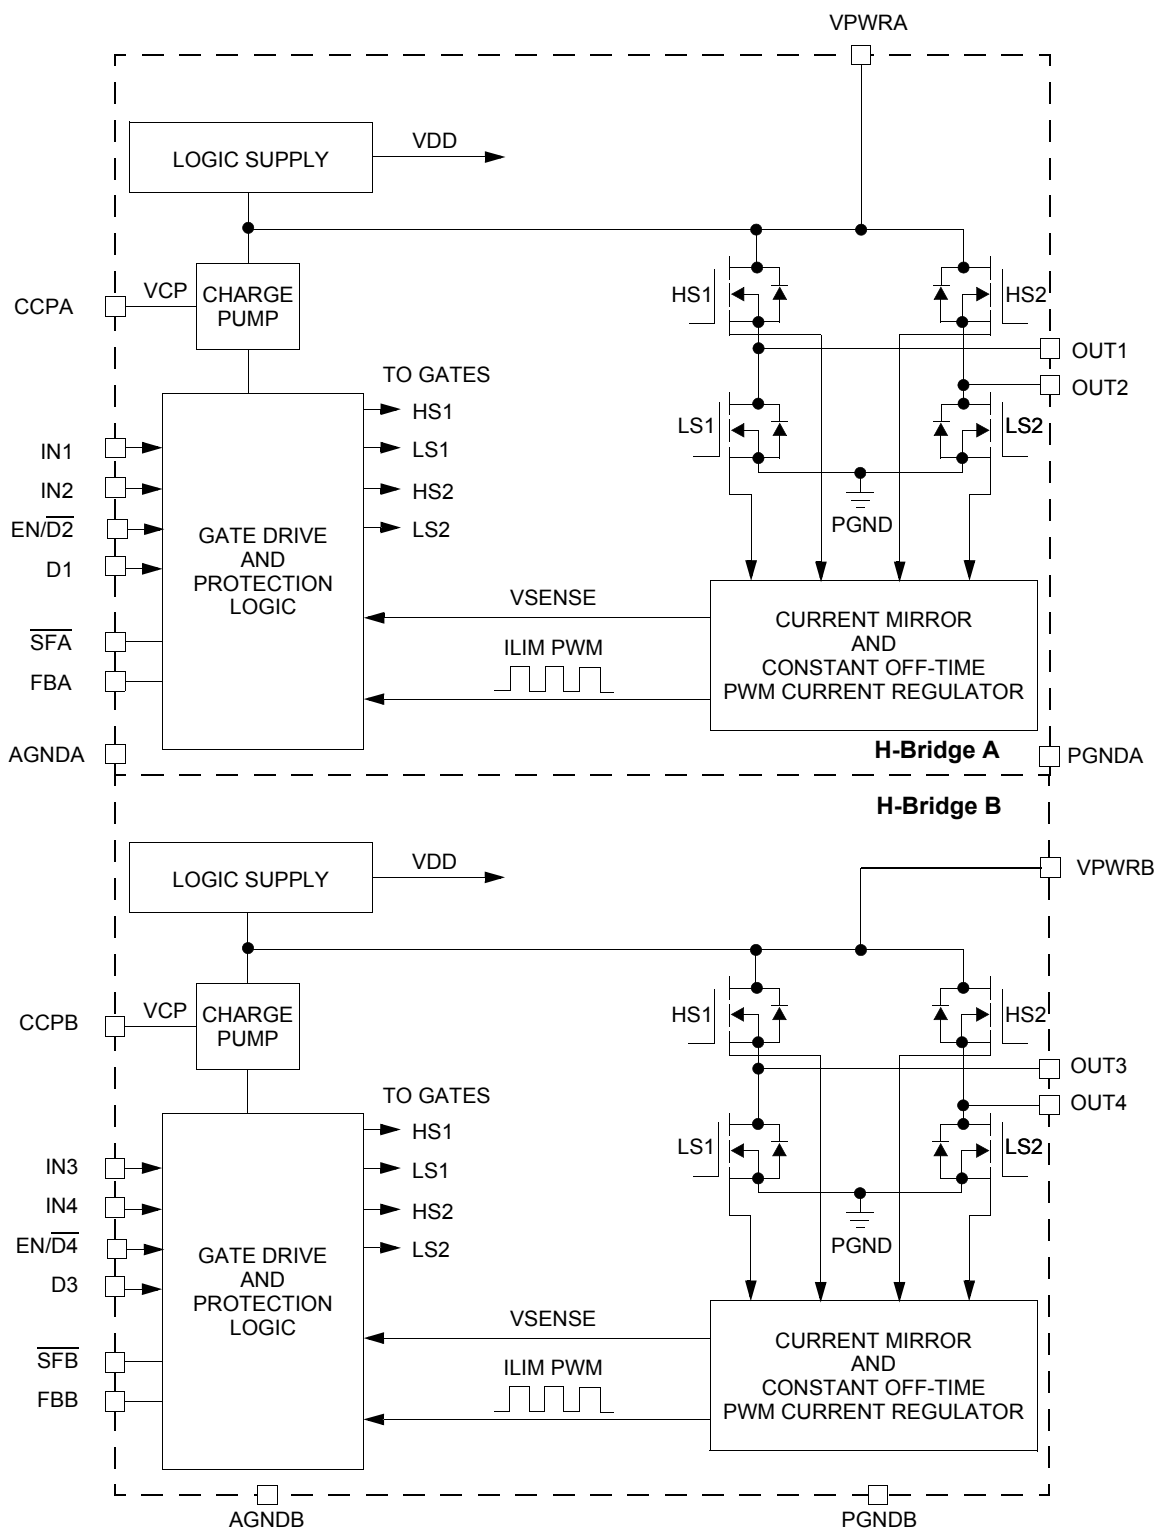 VPWRA
LOGIC SUPPLY
VDD
CCPA
VCP
CHARGE
PUMP
HS1
HS2
OUT1
OUT2
TO GATES
HS1
LS1
HS2
LS2
LS1
LS2
PGND
IN1
IN2
EN/D2
D1
SFA
FBA
AGNDA
GATE DRIVE
AND
PROTECTION
LOGIC
VSENSE
ILIM PWM
CURRENT MIRROR
AND
CONSTANT OFF-TIME
PWM CURRENT REGULATOR
H-Bridge A
PGNDA
H-Bridge B
LOGIC SUPPLY
VDD
VPWRB
CCPB
VCP
CHARGE
PUMP
HS1
HS2
OUT3
OUT4
TO GATES
HS1
LS1
HS2
LS2
LS1
LS2
PGND
IN3
IN4
EN/D4
D3
SFB
FBB
GATE DRIVE
AND
PROTECTION
LOGIC
VSENSE
ILIM PWM
CURRENT MIRROR
AND
CONSTANT OFF-TIME
PWM CURRENT REGULATOR
AGNDB
PGNDB